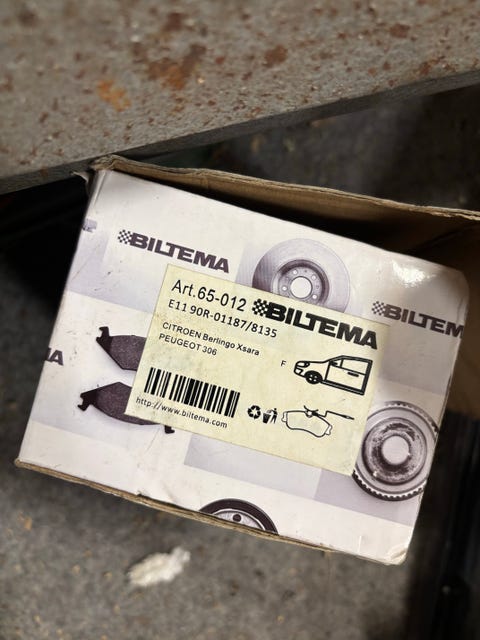 BILTEMA
Art.65-012
BILTEMA
E11 90R-01187/8135
CITROEN Berlingo Xsara
PEUGEOT 306
F
http://www.biltema.com
BILTEMA